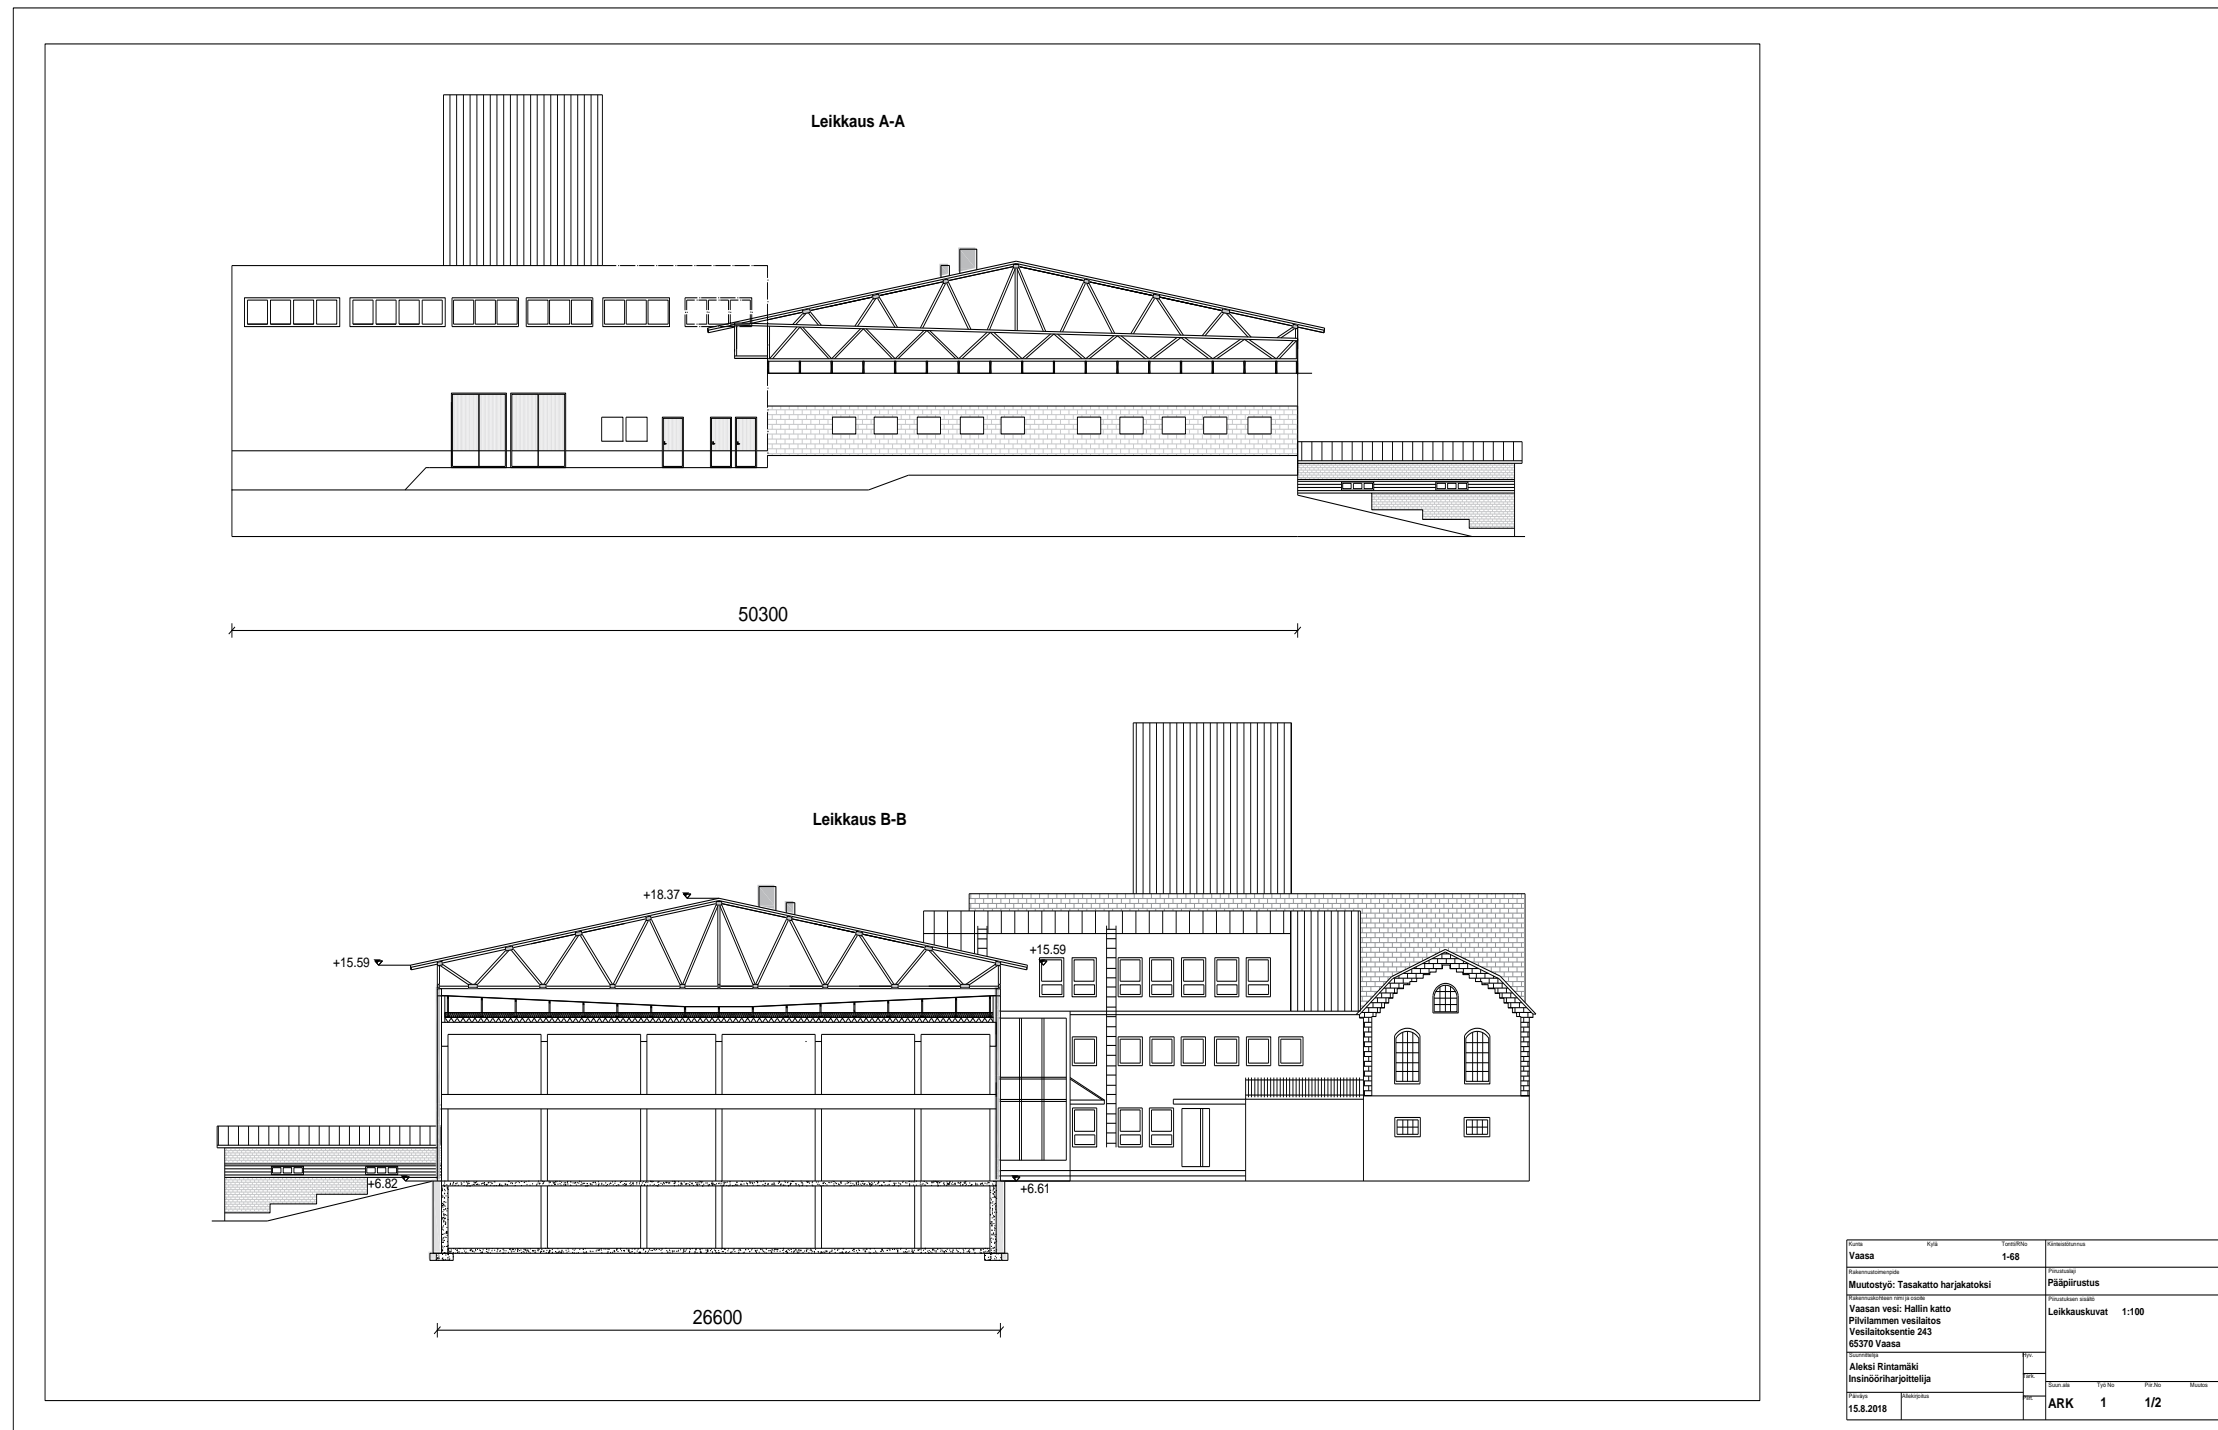 Leikkaus A-A
50300
Leikkaus B-B
+18.37
+15.59
+15.59
+6.82
+6.61
26600
Kunta Kylä Tontti/RNo Kiinteistötunnus
Vaasa 1-68
Rakennustoimenpide Piirustuslaji
Muutostyö: Tasakatto harjakatoksi Pääpiirustus
Rakennuskohteen nimi ja osoite Piirustuksen sisältö
Vaasan vesi: Hallin katto Leikkauskuvat 1:100
Pilvilammen vesilaitos
Vesilaitoksentie 243
65370 Vaasa
Suunnittelija Hyv.
Aleksi Rintamäki
Insinööriharjoittelija Tark.
Suun.ala Työ No Piir.No Muutos
Päiväys Allekirjoitus
15.8.2018 ARK 1 1/2